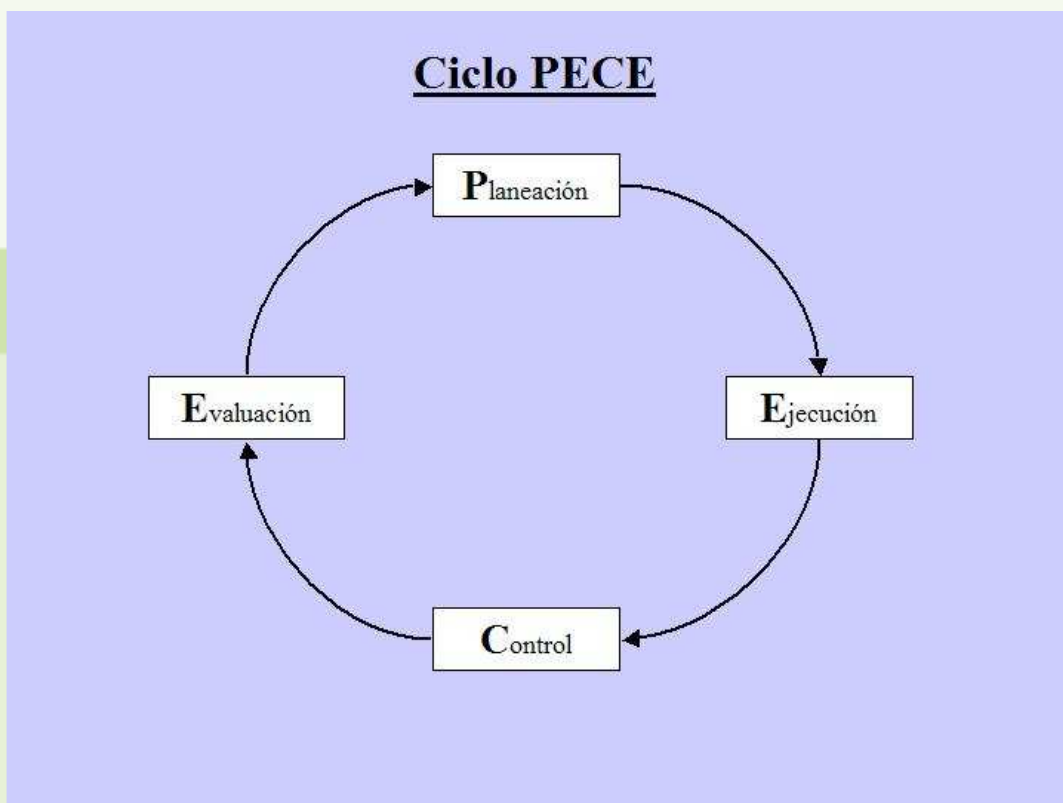 Ciclo PECE
Planeación
Evaluación
Ejecución
Control